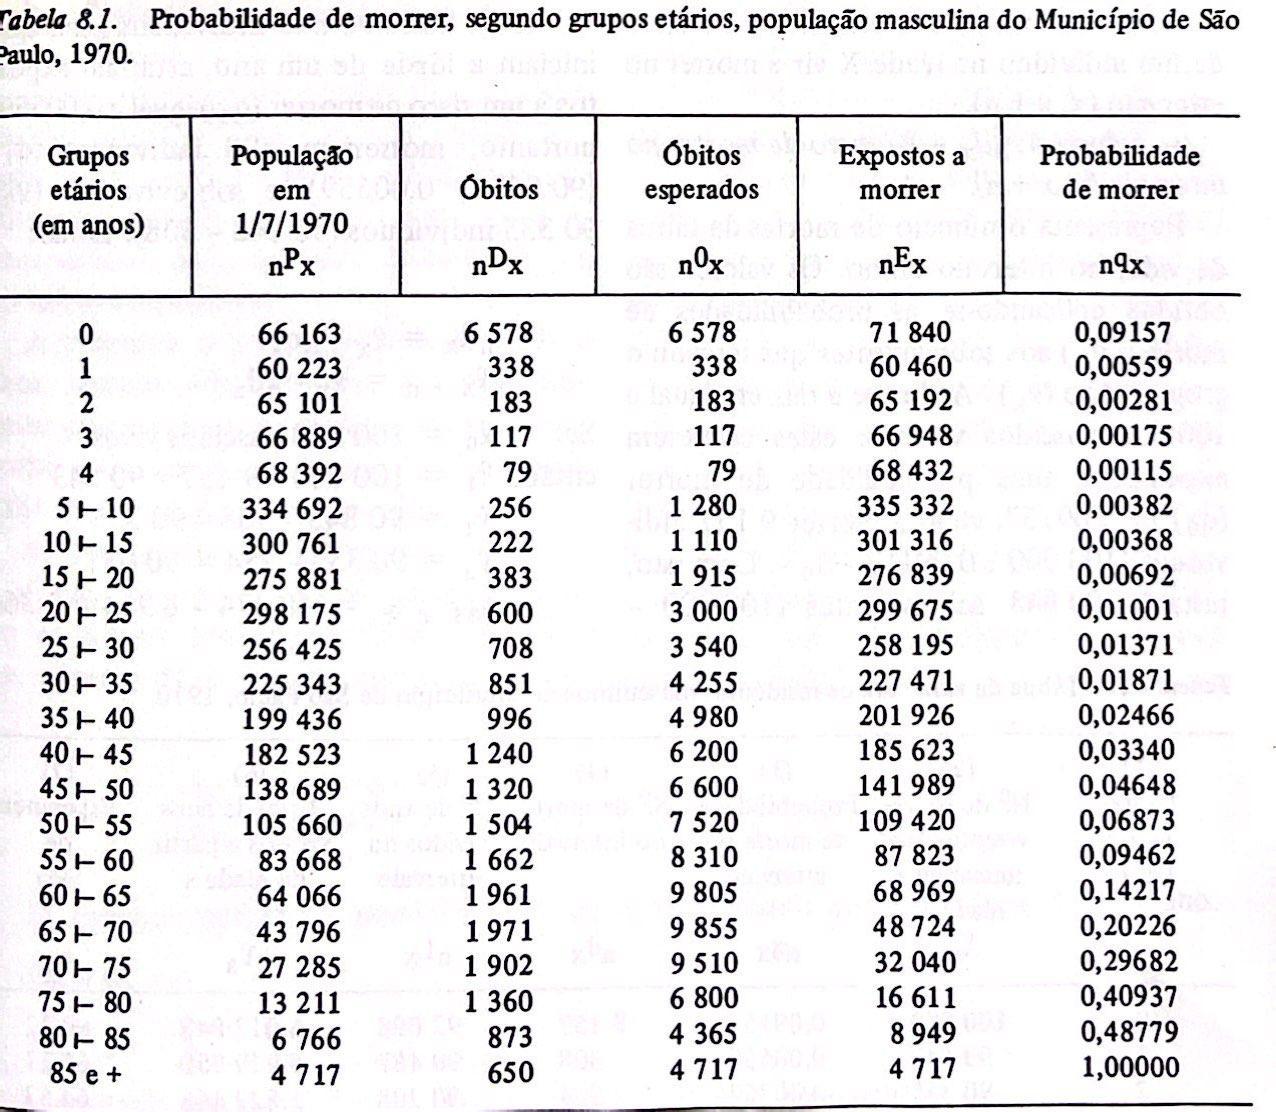 Tabela 8.1. Probabilidade de morrer, segundo grupos etários, população masculina do Município de São
Paulo, 1970.
Grupos etários (em anos) População em 1/7/1970 nPx Óbitos nDx Óbitos esperados n0x Expostos a morrer nEx Probabilidade de morrer nqx
0 66 163 6 578 6 578 71 840 0,09157
1 60 223 338 338 60 460 0,00559
2 65 101 183 183 65 192 0,00281
3 66 889 117 117 66 948 0,00175
4 68 392 79 79 68 432 0,00115
5 ⊢ 10 334 692 256 1 280 335 332 0,00382
10 ⊢ 15 300 761 222 1 110 301 316 0,00368
15 ⊢ 20 275 881 383 1 915 276 839 0,00692
20 ⊢ 25 298 175 600 3 000 299 675 0,01001
25 ⊢ 30 256 425 708 3 540 258 195 0,01371
30 ⊢ 35 225 343 851 4 255 227 471 0,01871
35 ⊢ 40 199 436 996 4 980 201 926 0,02466
40 ⊢ 45 182 523 1 240 6 200 185 623 0,03340
45 ⊢ 50 138 689 1 320 6 600 141 989 0,04648
50 ⊢ 55 105 660 1 504 7 520 109 420 0,06873
55 ⊢ 60 83 668 1 662 8 310 87 823 0,09462
60 ⊢ 65 64 066 1 961 9 805 68 969 0,14217
65 ⊢ 70 43 796 1 971 9 855 48 724 0,20226
70 ⊢ 75 27 285 1 902 9 510 32 040 0,29682
75 ⊢ 80 13 211 1 360 6 800 16 611 0,40937
80 ⊢ 85 6 766 873 4 365 8 949 0,48779
85 e + 4 717 650 4 717 4 717 1,00000